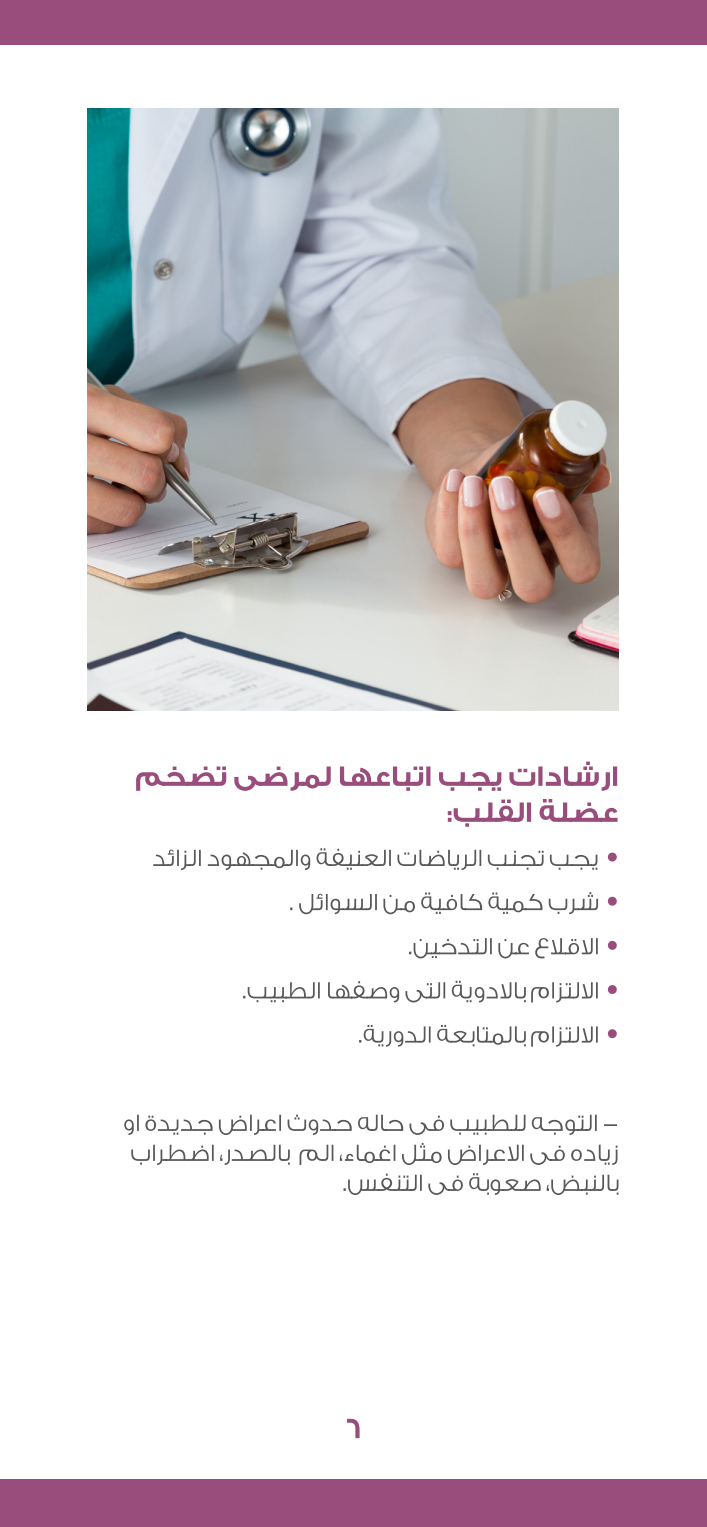 ارشادات يجب اتباعها لمرضى تضخم
عضلة القلب:
• يجب تجنب الرياضات العنيفة والمجهود الزائد
• شرب كمية كافية من السوائل .
• الاقلاع عن التدخين.
• الالتزام بالادوية التى وصفها الطبيب.
• الالتزام بالمتابعة الدورية.
– التوجه للطبيب فى حاله حدوث اعراض جديدة او
زياده فى الاعراض مثل اغماء، الم بالصدر، اضطراب
بالنبض، صعوبة فى التنفس.
٦